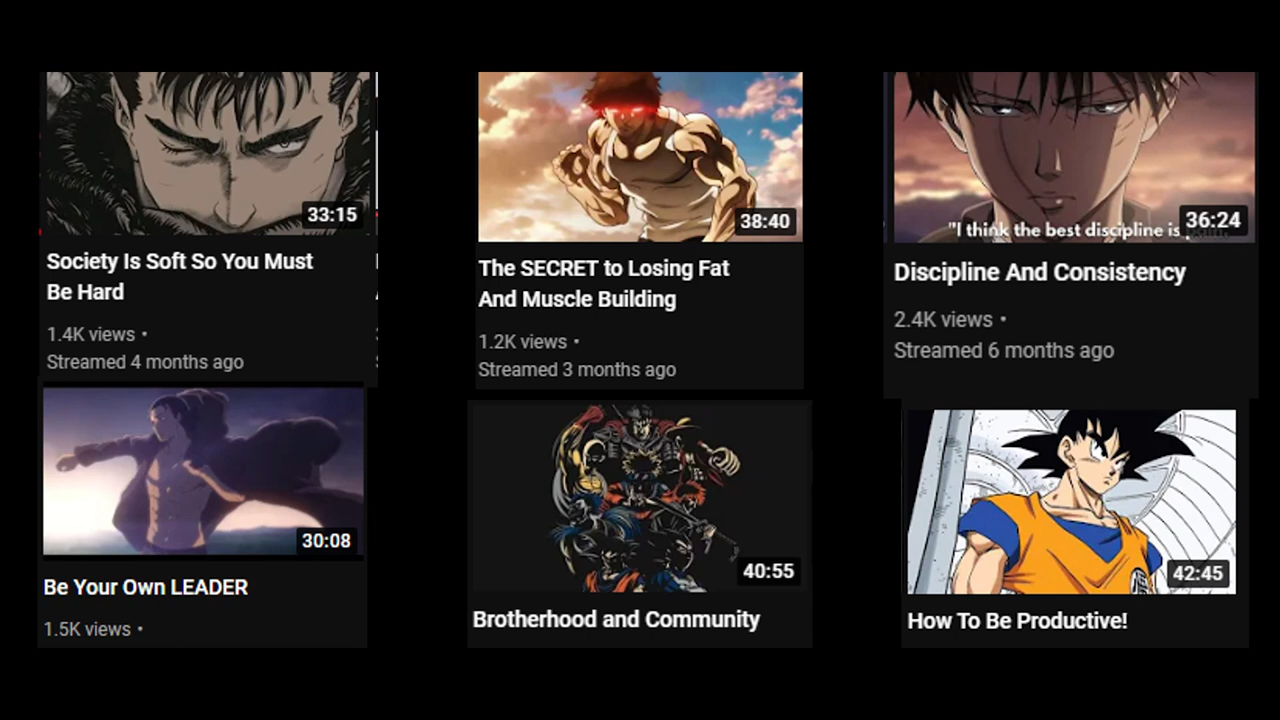 33:15
Society Is Soft So You Must
Be Hard
1.4K views •
Streamed 4 months ago
38:40
The SECRET to Losing Fat
And Muscle Building
1.2K views •
Streamed 3 months ago
"I think the best discipline is
36:24
Discipline And Consistency
2.4K views •
Streamed 6 months ago
30:08
Be Your Own LEADER
1.5K views •
40:55
Brotherhood and Community
42:45
How To Be Productive!